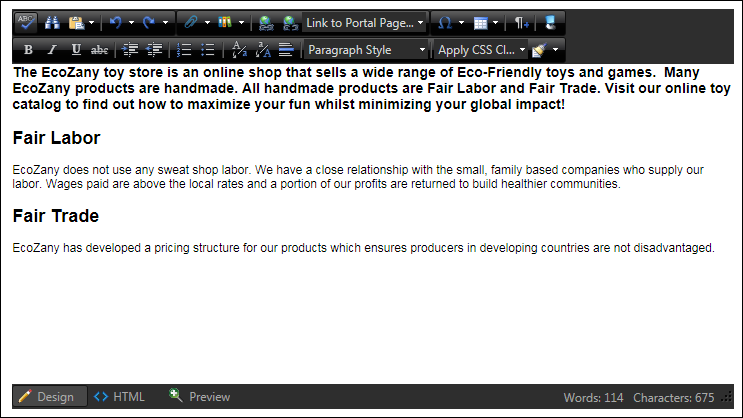 ABC
Link to Portal Page...
Ω
B I U abc Paragraph Style Apply CSS Cl...
The EcoZany toy store is an online shop that sells a wide range of Eco-Friendly toys and games.  Many
EcoZany products are handmade. All handmade products are Fair Labor and Fair Trade. Visit our online toy
catalog to find out how to maximize your fun whilst minimizing your global impact!
Fair Labor
EcoZany does not use any sweat shop labor. We have a close relationship with the small, family based companies who supply our
labor. Wages paid are above the local rates and a portion of our profits are returned to build healthier communities.
Fair Trade
EcoZany has developed a pricing structure for our products which ensures producers in developing countries are not disadvantaged.
Design HTML Preview Words: 114 Characters: 675